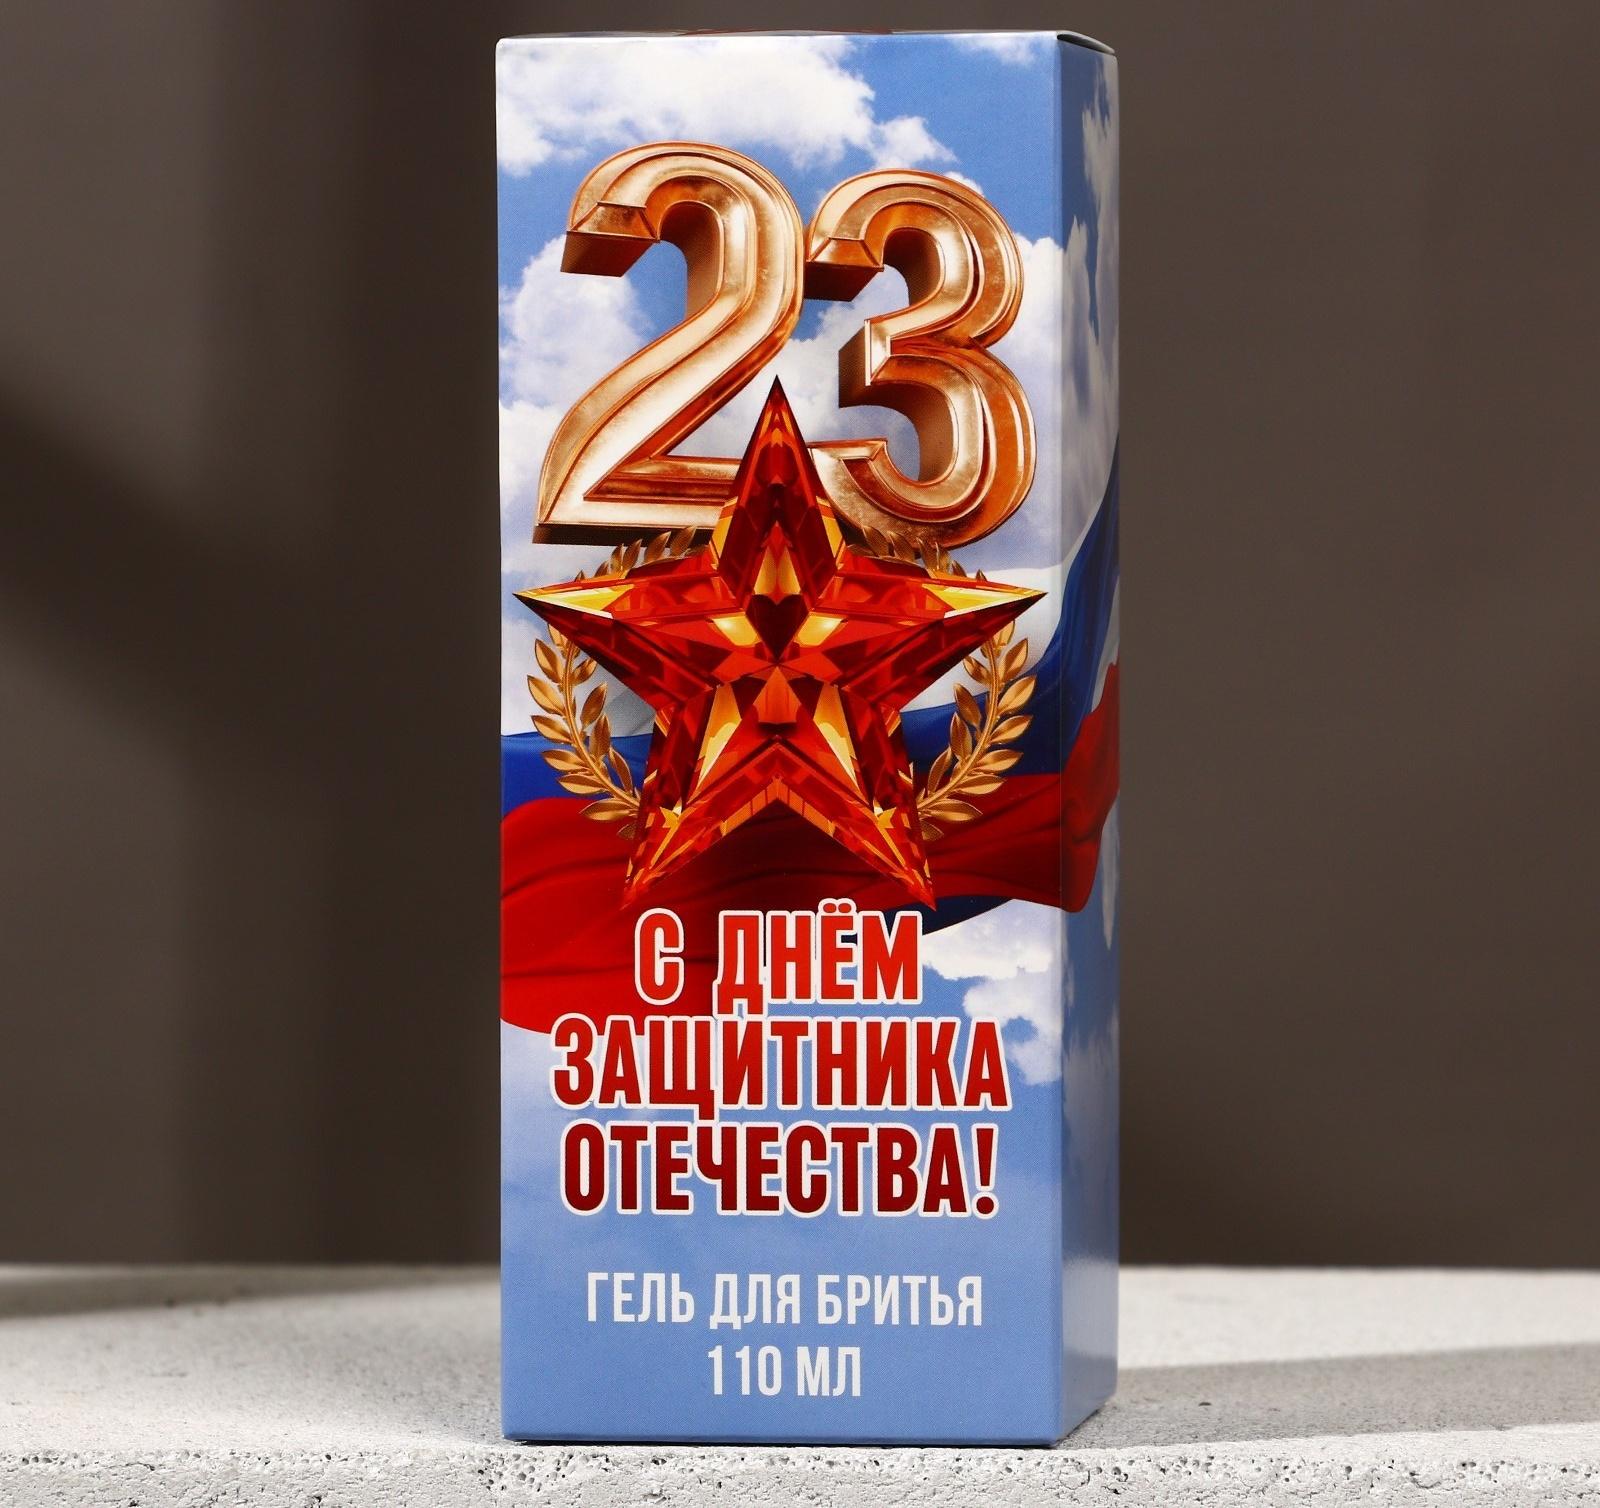 23
С ДНЁМ
ЗАЩИТНИКА
ОТЕЧЕСТВА!
ГЕЛЬ ДЛЯ БРИТЬЯ
110 МЛ